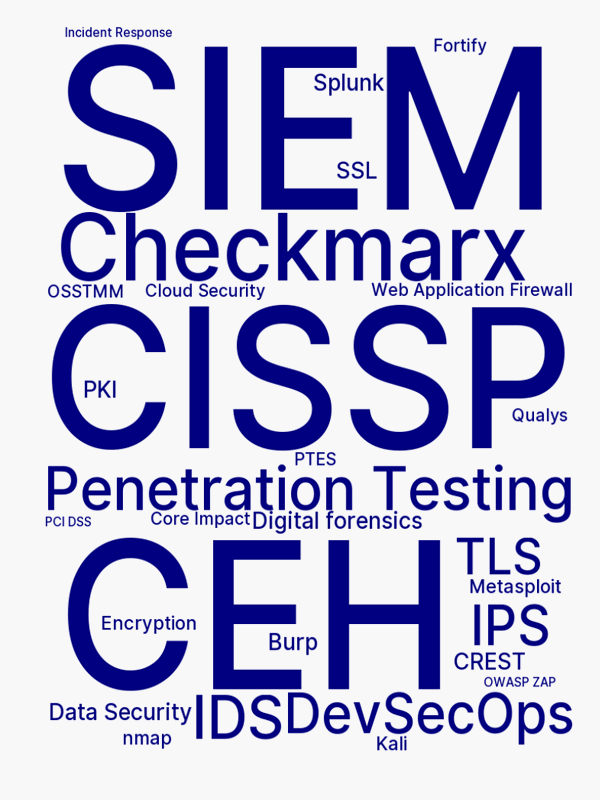 Incident Response
Fortify
SIEM
Splunk
SSL
Checkmarx
OSSTMM
Cloud Security
Web Application Firewall
CISSP
PKI
Qualys
PTES
Penetration Testing
PCI DSS
Core Impact
Digital forensics
CEH
TLS
Metasploit
IPS
Encryption
Burp
CREST
OWASP ZAP
Data Security
IDS
DevSecOps
nmap
Kali